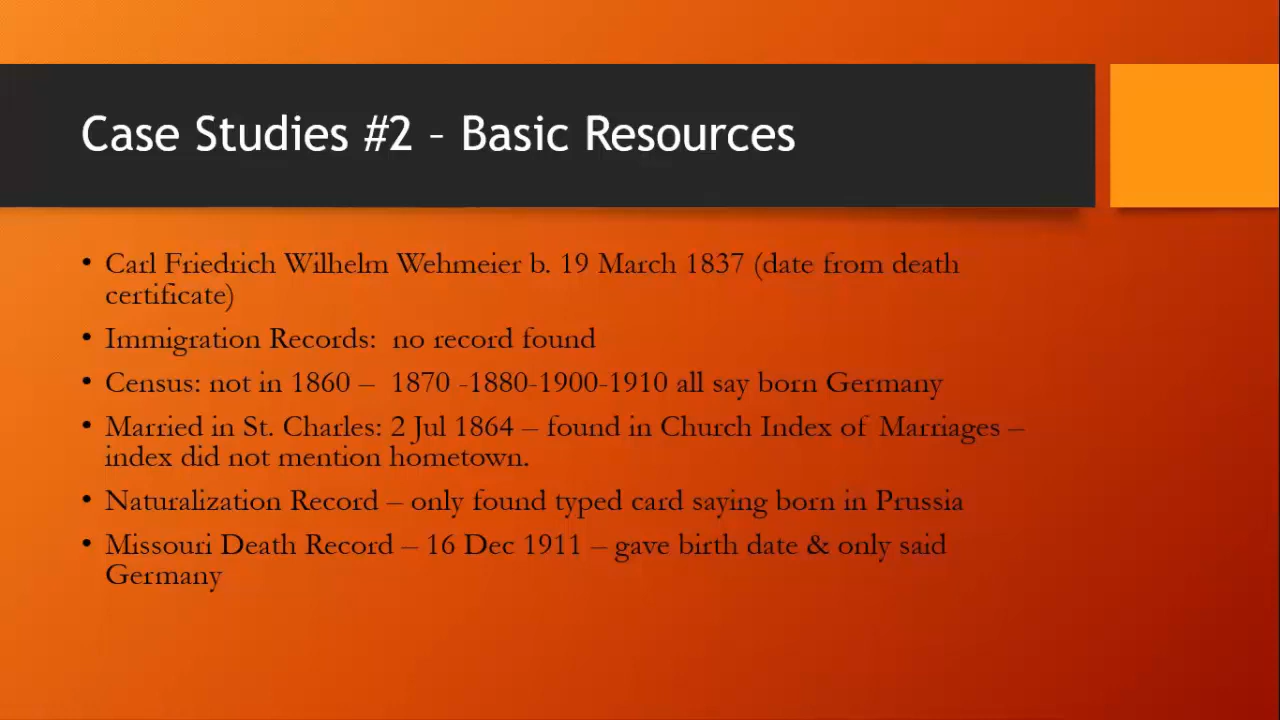 Case Studies #2 – Basic Resources
• Carl Friedrich Wilhelm Wehmeier b. 19 March 1837 (date from death
certificate)
• Immigration Records:  no record found
• Census: not in 1860 –  1870 -1880-1900-1910 all say born Germany
• Married in St. Charles: 2 Jul 1864 – found in Church Index of  Marriages –
index did not mention hometown.
• Naturalization Record – only found typed card saying born in Prussia
• Missouri Death Record – 16 Dec 1911 – gave birth date & only said
Germany